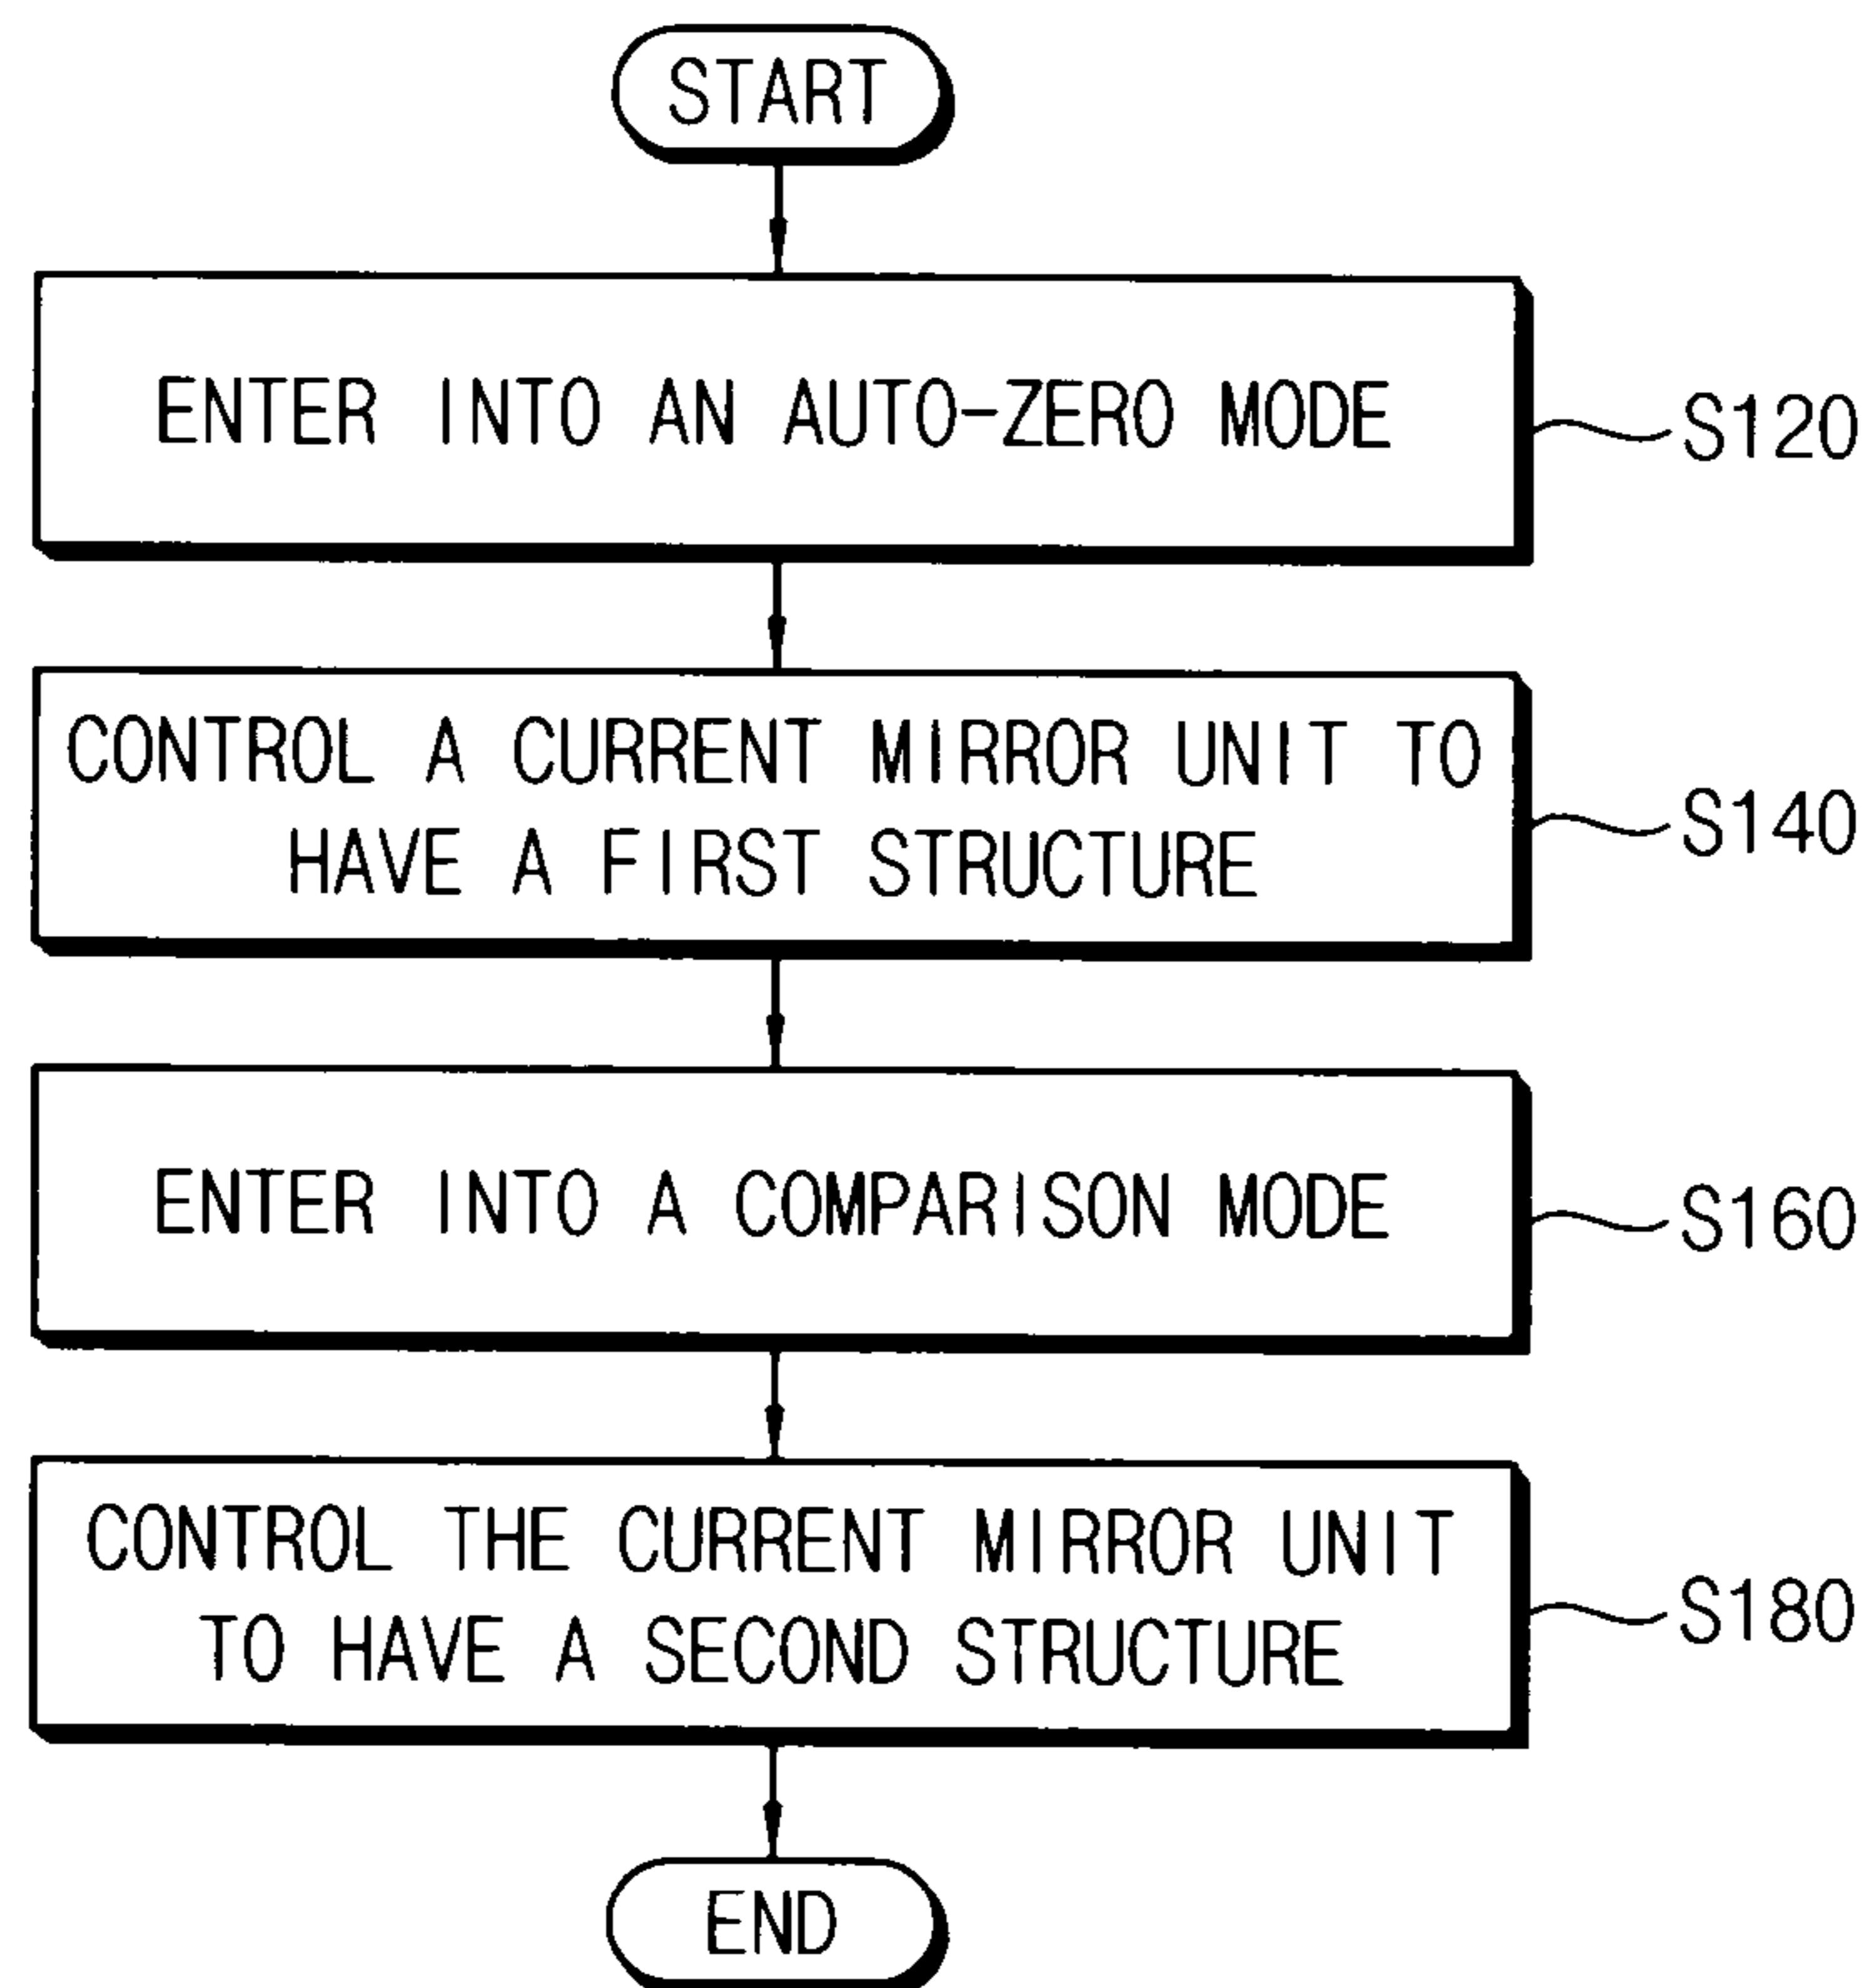 START
ENTER INTO AN AUTO-ZERO MODE
S120
CONTROL A CURRENT MIRROR UNIT TO
HAVE A FIRST STRUCTURE
S140
ENTER INTO A COMPARISON MODE
S160
CONTROL THE CURRENT MIRROR UNIT
TO HAVE A SECOND STRUCTURE
S180
END